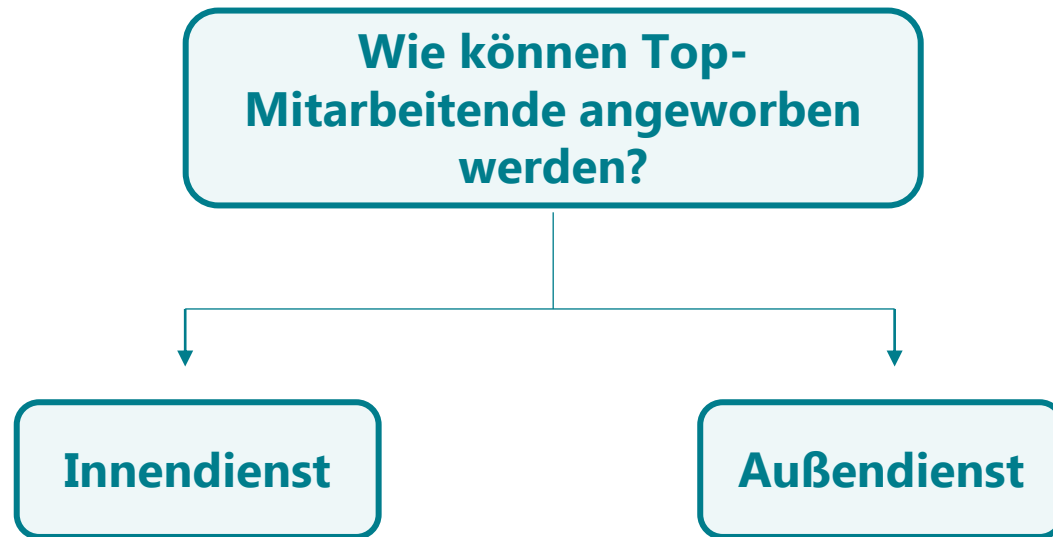 Wie können Top-
Mitarbeitende angeworben
werden?
Innendienst
Außendienst